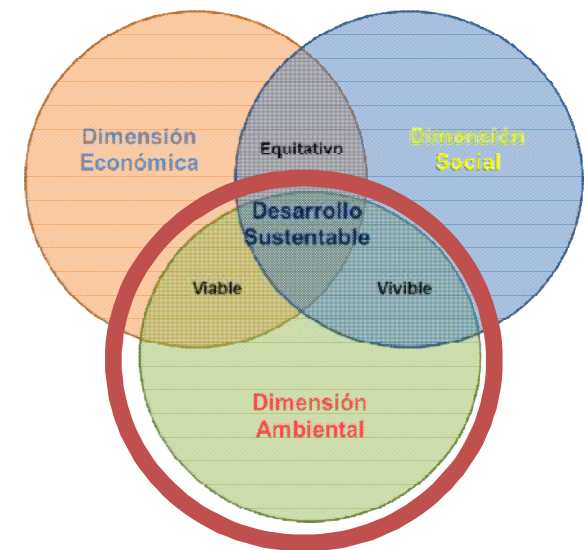 Dimensión
Económica
Equitativo
Dimensión
Social
Desarrollo
Sustentable
Viable
Vivible
Dimensión
Ambiental